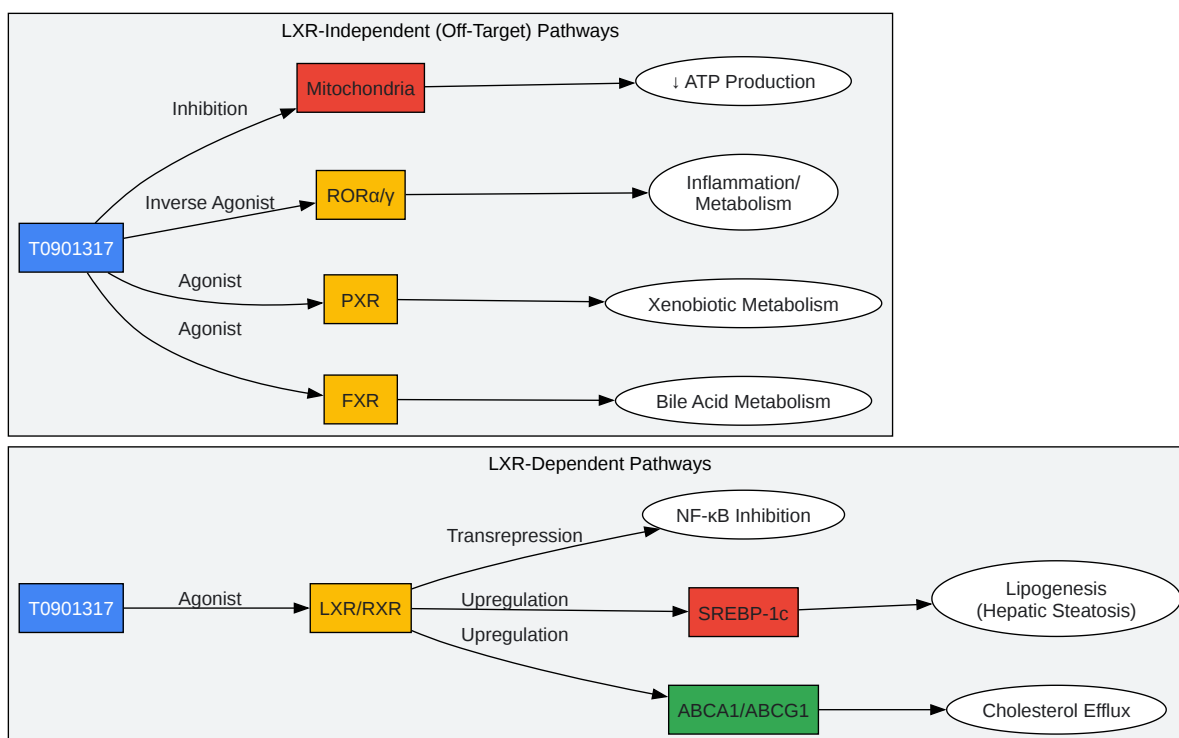 LXR-Independent (Off-Target) Pathways
Mitochondria
↓ ATP Production
Inhibition
RORα/γ
Inflammation/
Metabolism
Inverse Agonist
T0901317
Agonist
PXR
Xenobiotic Metabolism
Agonist
FXR
Bile Acid Metabolism
LXR-Dependent Pathways
NF-κB Inhibition
Transrepression
T0901317
Agonist
LXR/RXR
Upregulation
SREBP-1c
Lipogenesis
(Hepatic Steatosis)
Upregulation
ABCA1/ABCG1
Cholesterol Efflux